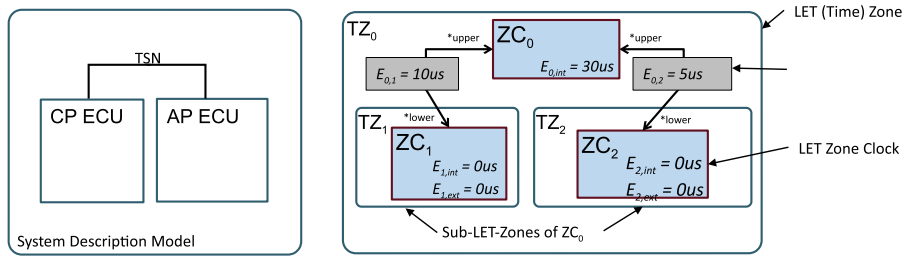 TSN
CP ECU
AP ECU
System Description Model
TZ0
*upper
ZC0
E0,int = 30us
*upper
LET (Time) Zone
E0,1 = 10us
E0,2 = 5us
*lower
*lower
TZ1
ZC1
E1,int = 0us
E1,ext = 0us
TZ2
ZC2
E2,int = 0us
E2,ext = 0us
LET Zone Clock
Sub-LET-Zones of ZC0